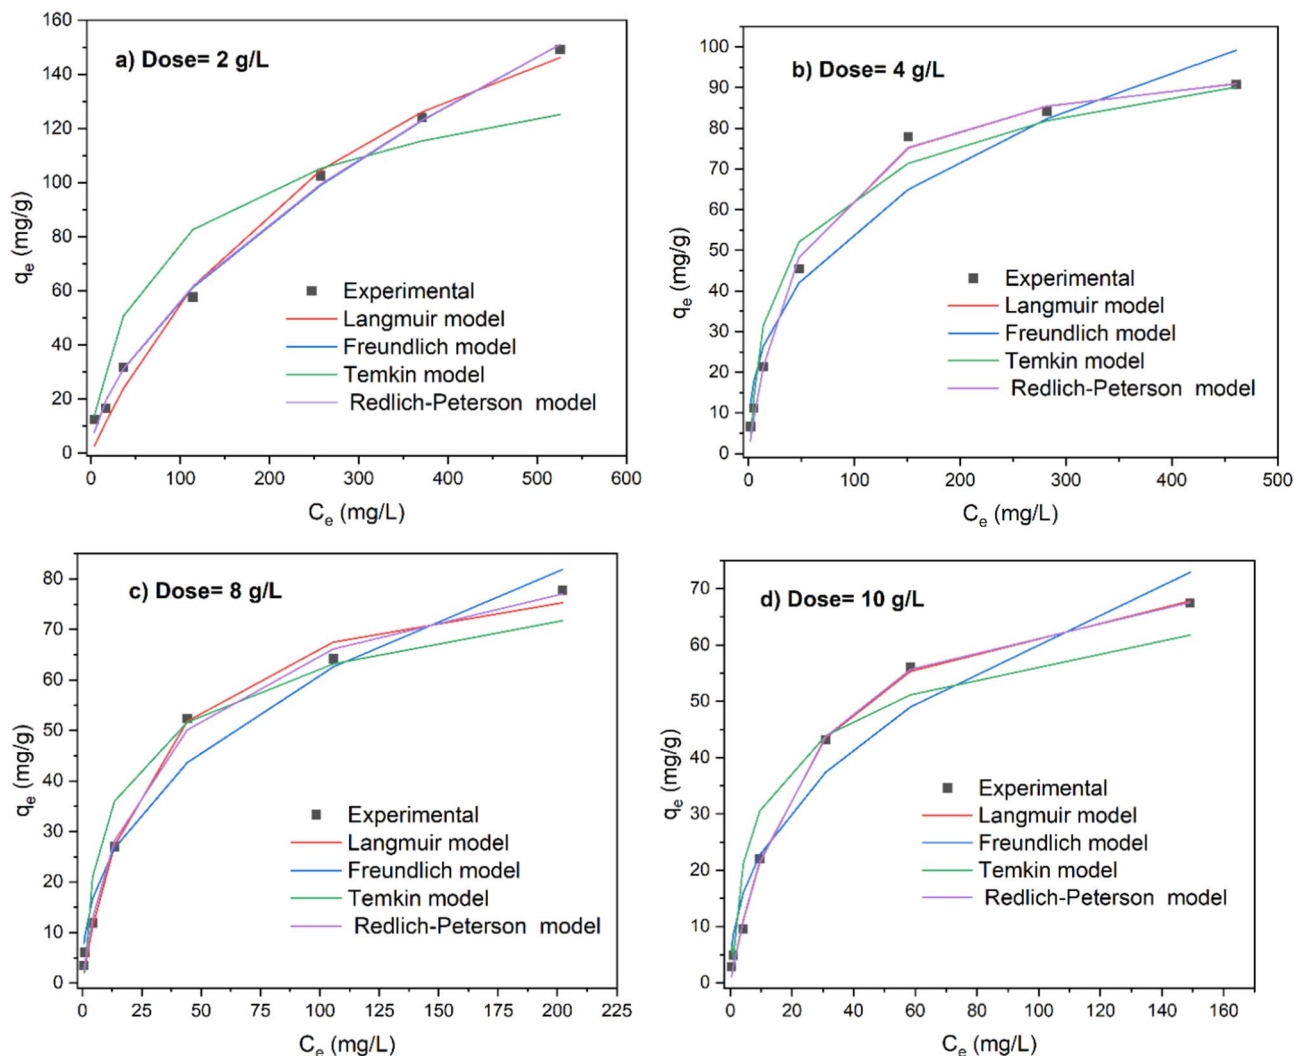 a) Dose= 2 g/L
160
140
120
100
80
60
40
20
0
qe (mg/g)
Experimental
Langmuir model
Freundlich model
Temkin model
Redlich-Peterson model
0 100 200 300 400 500 600
Ce (mg/L)
b) Dose= 4 g/L
100
90
80
70
60
50
40
30
20
10
0
qe (mg/g)
Experimental
Langmuir model
Freundlich model
Temkin model
Redlich-Peterson model
0 100 200 300 400 500
Ce (mg/L)
c) Dose= 8 g/L
80
70
60
50
40
30
20
10
0
qe (mg/g)
Experimental
Langmuir model
Freundlich model
Temkin model
Redlich-Peterson model
0 25 50 75 100 125 150 175 200 225
Ce (mg/L)
d) Dose= 10 g/L
70
60
50
40
30
20
10
0
qe (mg/g)
Experimental
Langmuir model
Freundlich model
Temkin model
Redlich-Peterson model
0 20 40 60 80 100 120 140 160
Ce (mg/L)